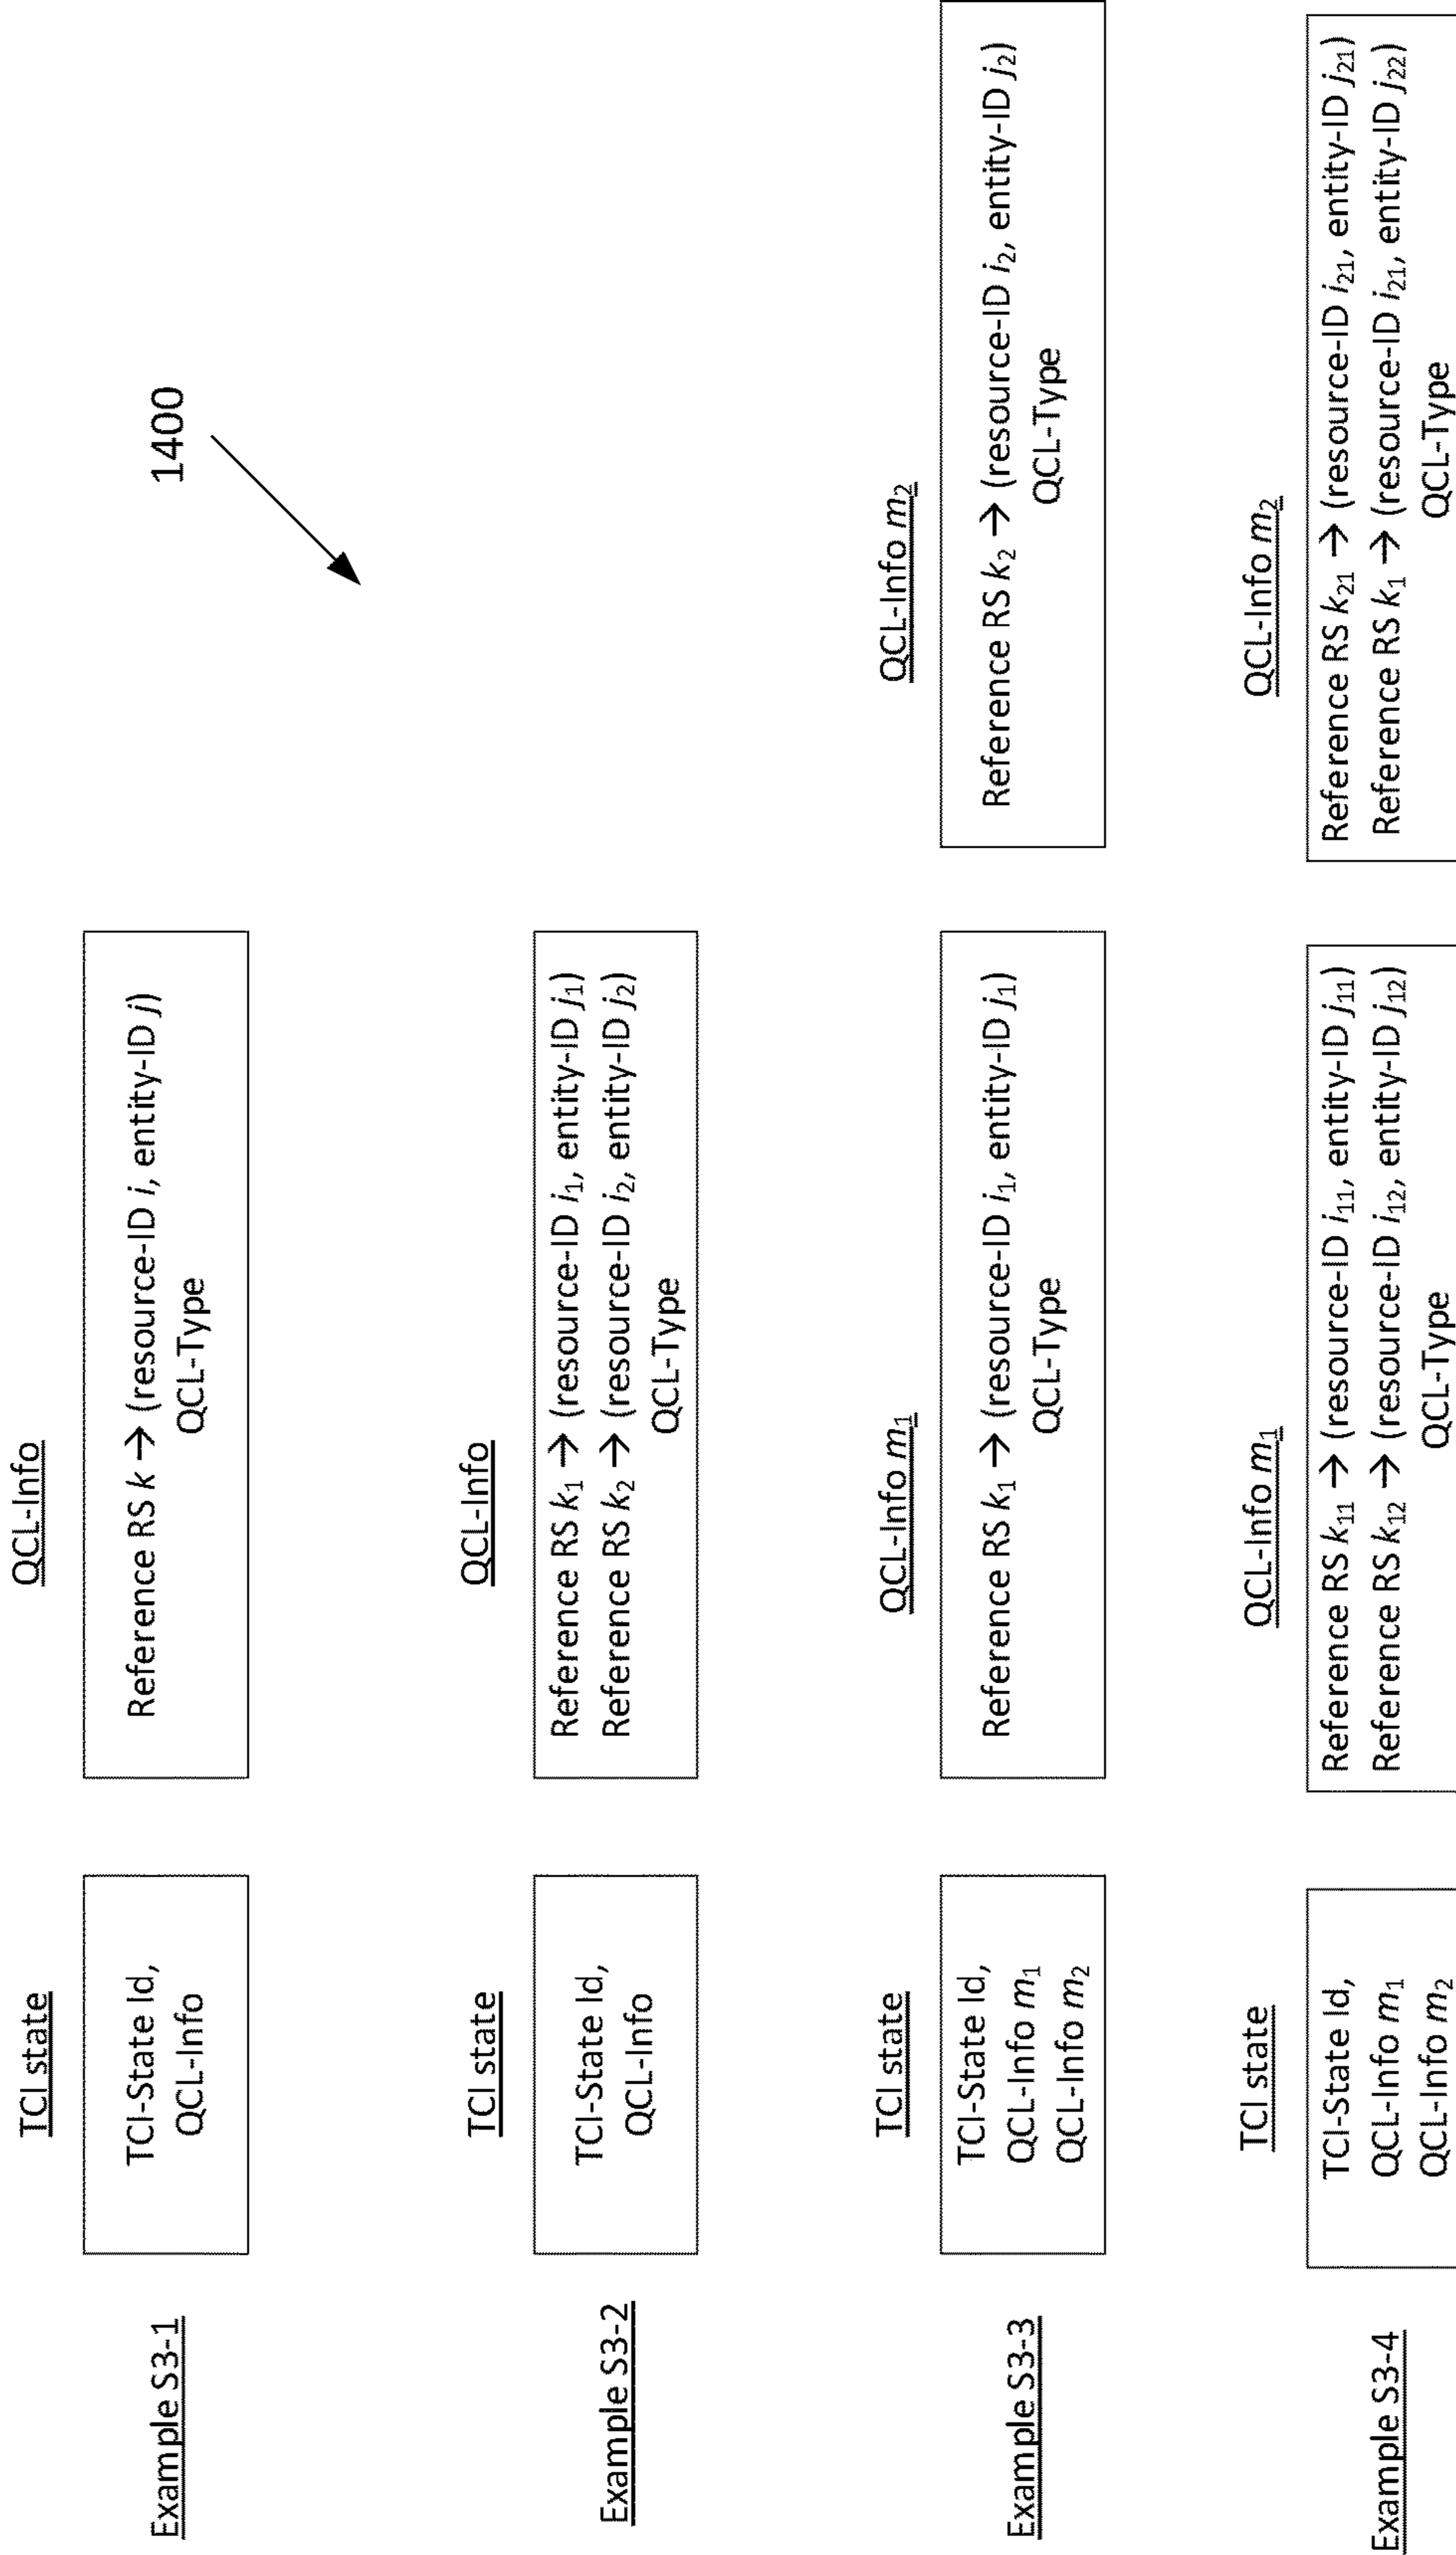 1400
TCI state
QCL-Info
Example S3-1
TCI-State Id,
QCL-Info
Reference RS k → (resource-ID i, entity-ID j)
QCL-Type
TCI state
QCL-Info
Example S3-2
TCI-State Id,
QCL-Info
Reference RS k₁ → (resource-ID i₁, entity-ID j₁)
Reference RS k₂ → (resource-ID i₂, entity-ID j₂)
QCL-Type
TCI state
QCL-Info m₁
QCL-Info m₂
Example S3-3
TCI-State Id,
QCL-Info m₁
QCL-Info m₂
Reference RS k₁ → (resource-ID i₁, entity-ID j₁)
QCL-Type
Reference RS k₂ → (resource-ID i₂, entity-ID j₂)
QCL-Type
TCI state
QCL-Info m₁
QCL-Info m₂
Example S3-4
TCI-State Id,
QCL-Info m₁
QCL-Info m₂
Reference RS k₁₁ → (resource-ID i₁₁, entity-ID j₁₁)
Reference RS k₁₂ → (resource-ID i₁₂, entity-ID j₁₂)
QCL-Type
Reference RS k₂₁ → (resource-ID i₂₁, entity-ID j₂₁)
Reference RS k₁ → (resource-ID i₂₁, entity-ID j₂₂)
QCL-Type